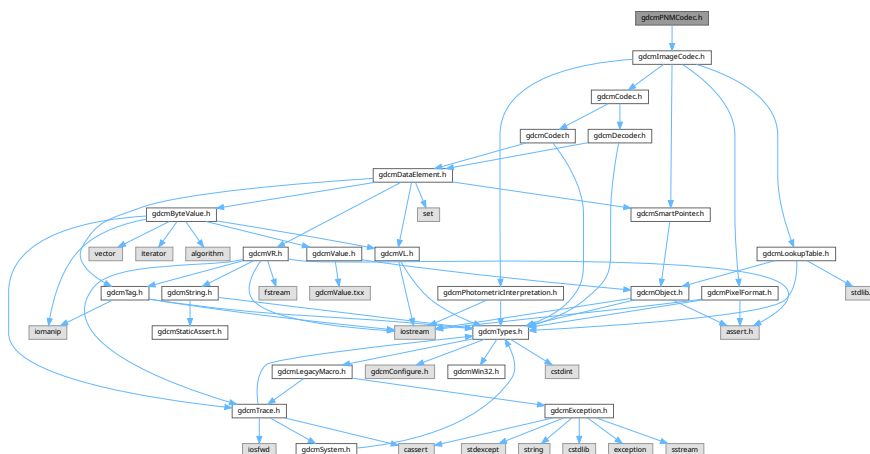 gdcmPNMCodec.h
gdcmImageCodec.h
gdcmCodec.h
gdcmCoder.h
gdcmDecoder.h
gdcmDataElement.h
gdcmByteValue.h
set
gdcmSmartPointer.h
vector
iterator
algorithm
gdcmVR.h
gdcmValue.h
gdcmVL.h
gdcmLookupTable.h
gdcmTag.h
gdcmString.h
fstream
gdcmValue.txx
gdcmPhotometricInterpretation.h
gdcmObject.h
gdcmPixelFormat.h
stdlib.
iomanip
gdcmStaticAssert.h
iostream
gdcmTypes.h
assert.h
gdcmLegacyMacro.h
gdcmConfigure.h
gdcmWin32.h
cstdint
gdcmTrace.h
gdcmException.h
iosfwd
gdcmSystem.h
cassert
stdexcept
string
cstdlib
exception
sstream